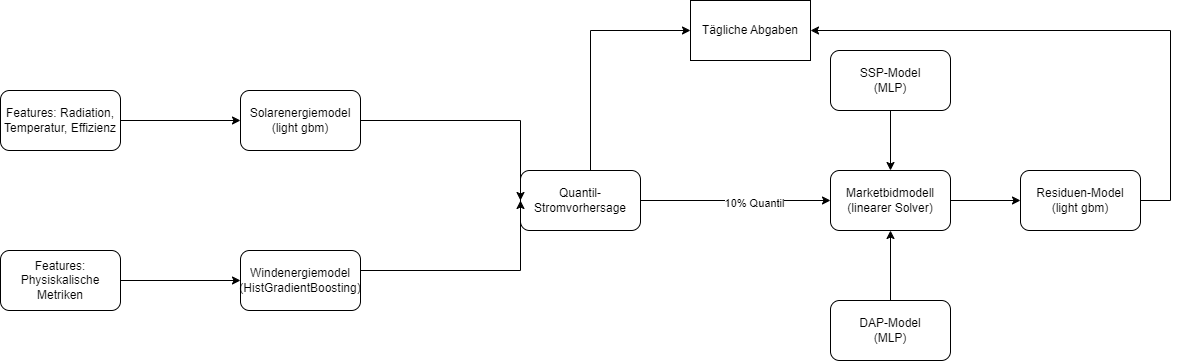 Tägliche Abgaben
SSP-Model
(MLP)
Features: Radiation,
Temperatur, Effizienz
Solarenergiemodel
(light gbm)
Quantil-
Stromvorhersage
10% Quantil
Marketbidmodell
(linearer Solver)
Residuen-Model
(light gbm)
Features:
Physiskalische
Metriken
Windenergiemodel
(HistGradientBoosting)
DAP-Model
(MLP)